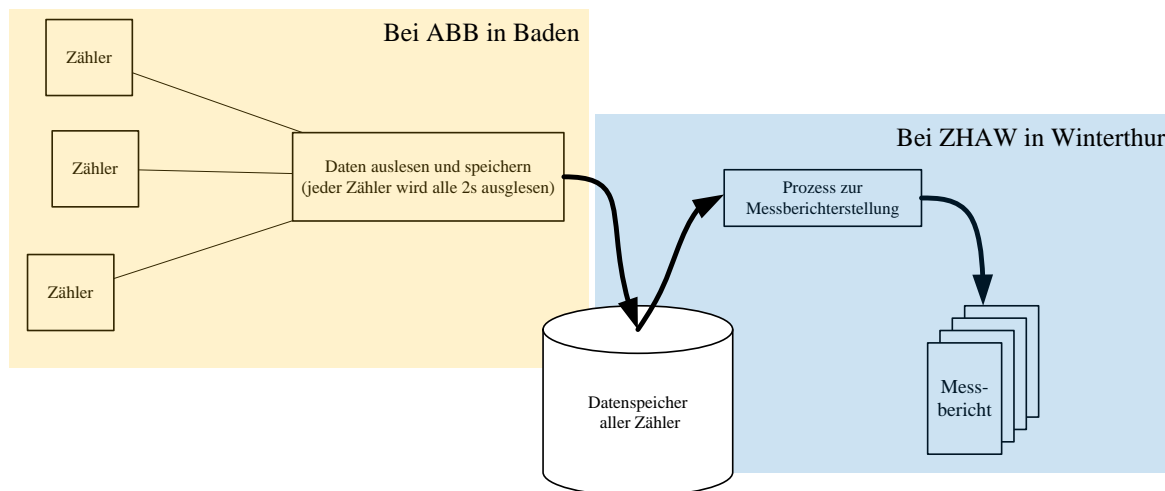 Bei ABB in Baden
Zähler
Zähler
Zähler
Daten auslesen und speichern
(jeder Zähler wird alle 2s ausglesen)
Bei ZHAW in Winterthur
Prozess zur
Messberichterstellung
Datenspeicher
aller Zähler
Mess-
bericht